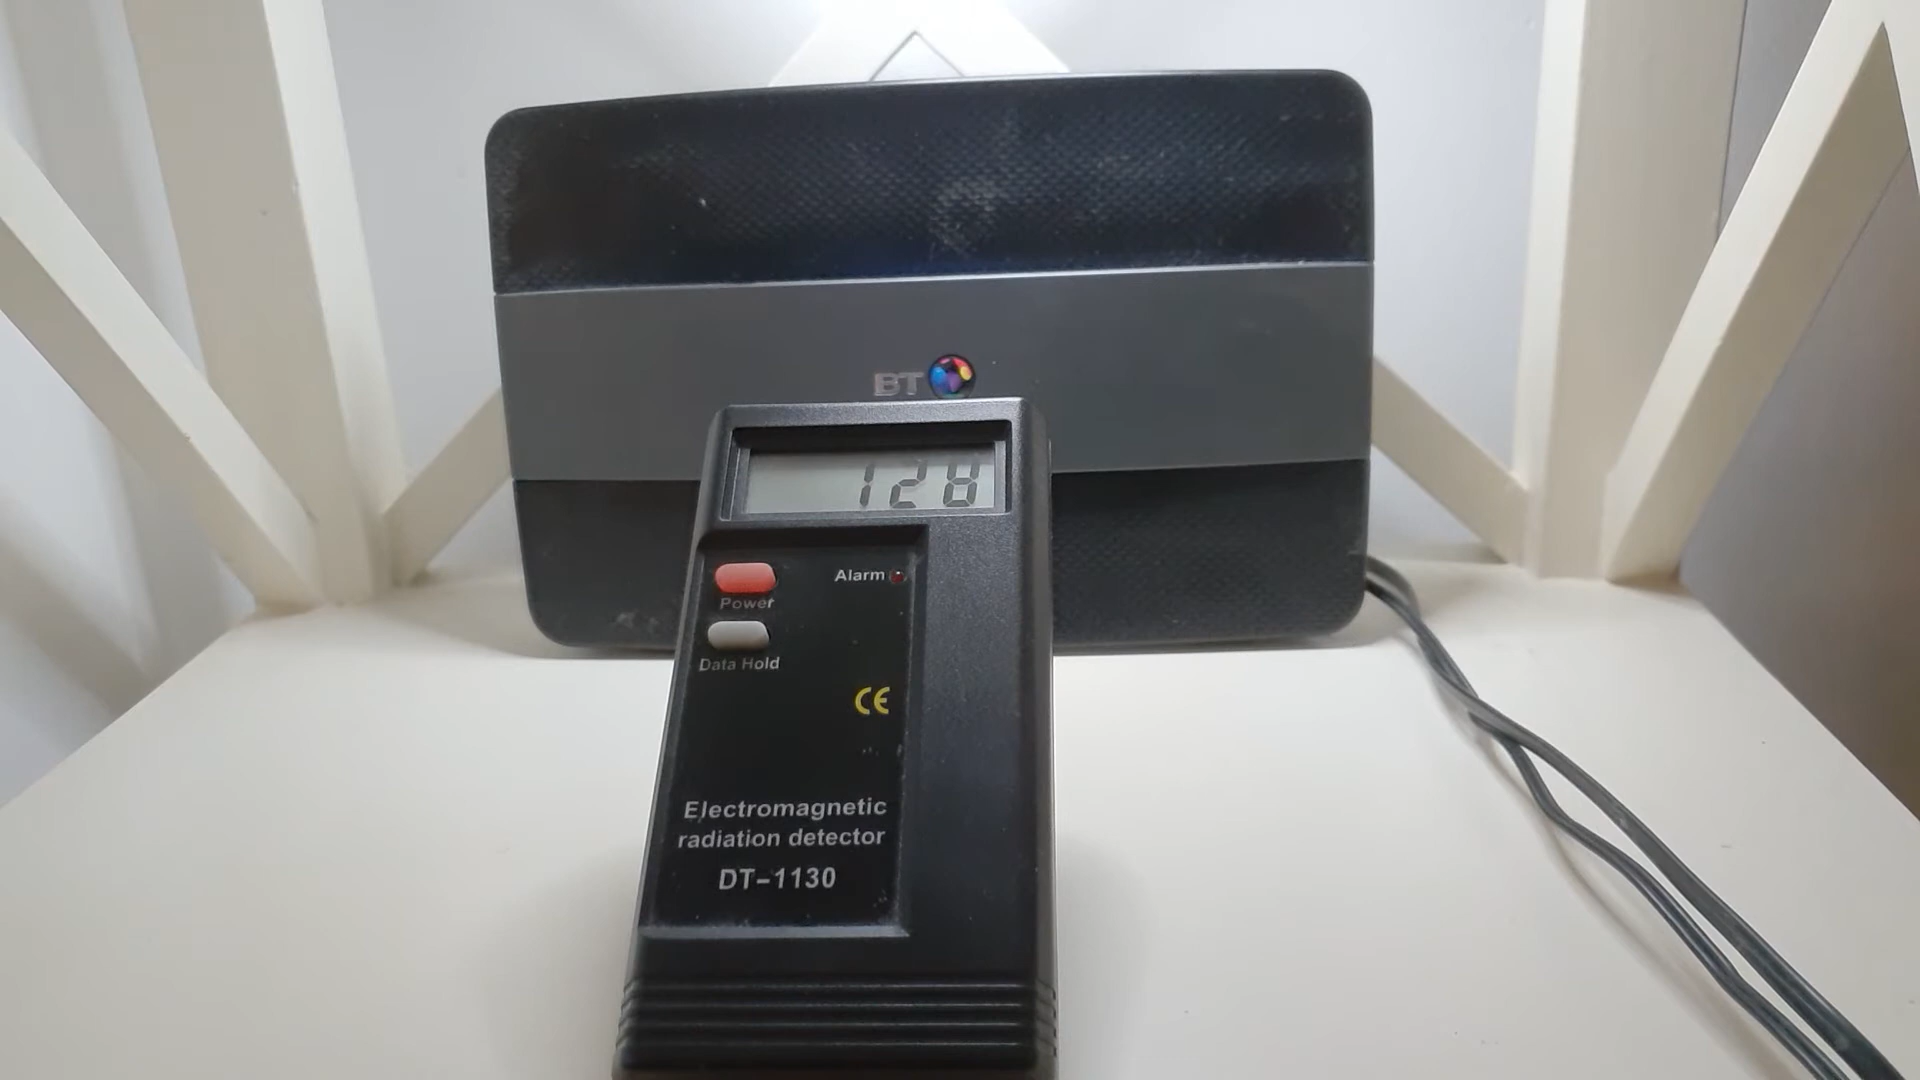 BT
128
Alarm
Power
Data Hold
CE
Electromagnetic
radiation detector
DT-1130